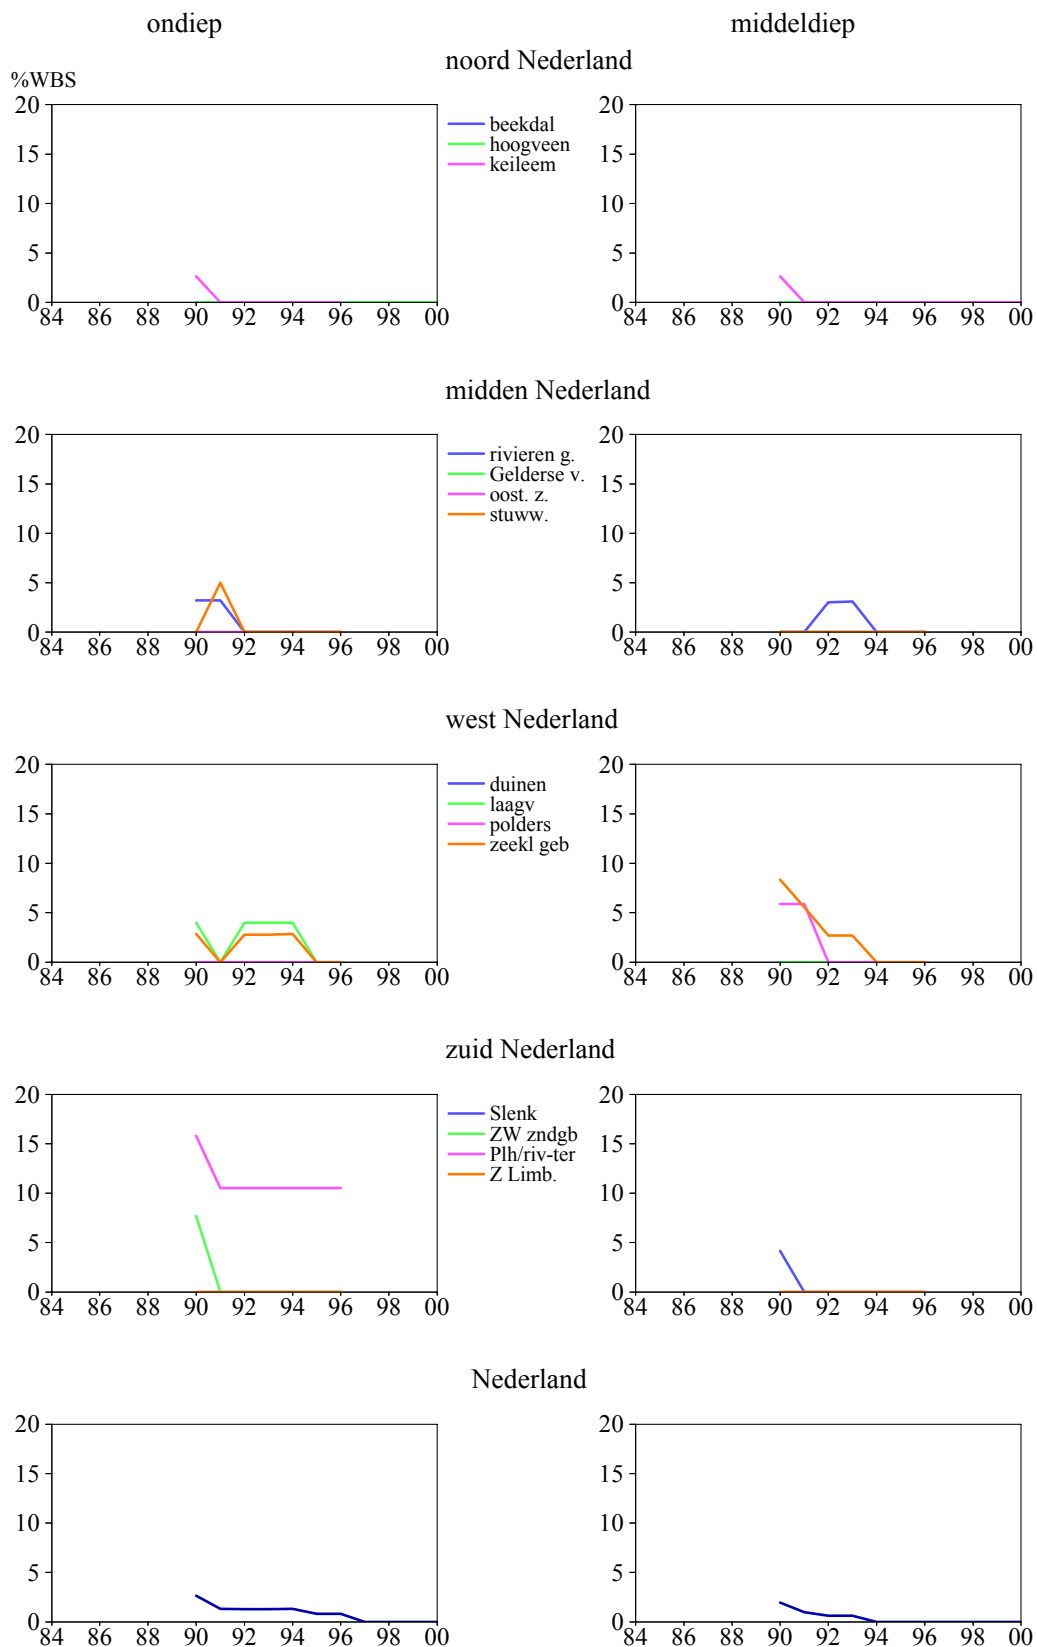 ondiep
middeldiep
noord Nederland
%WBS
20
15
10
5
0
84 86 88 90 92 94 96 98 00
beekdal
hoogveen
keileem
20
15
10
5
0
84 86 88 90 92 94 96 98 00
midden Nederland
20
15
10
5
0
84 86 88 90 92 94 96 98 00
rivieren g.
Gelderse v.
oost. z.
stuww.
20
15
10
5
0
84 86 88 90 92 94 96 98 00
west Nederland
20
15
10
5
0
84 86 88 90 92 94 96 98 00
duinen
laagv
polders
zeekl geb
20
15
10
5
0
84 86 88 90 92 94 96 98 00
zuid Nederland
20
15
10
5
0
84 86 88 90 92 94 96 98 00
Slenk
ZW zndgb
Plh/riv-ter
Z Limb.
20
15
10
5
0
84 86 88 90 92 94 96 98 00
Nederland
20
15
10
5
0
84 86 88 90 92 94 96 98 00
20
15
10
5
0
84 86 88 90 92 94 96 98 00